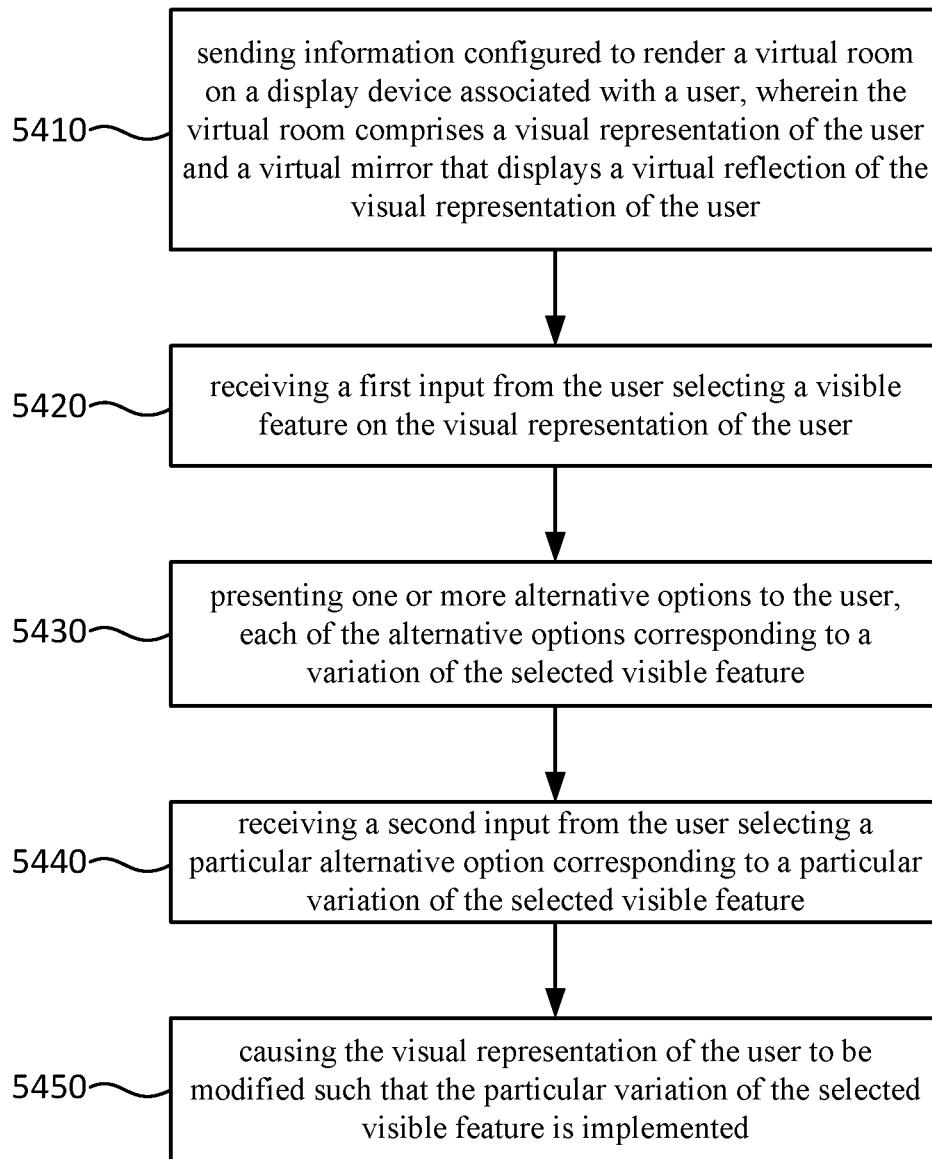 sending information configured to render a virtual room
on a display device associated with a user, wherein the
5410
virtual room comprises a visual representation of the user
and a virtual mirror that displays a virtual reflection of the
visual representation of the user
receiving a first input from the user selecting a visible
5420
feature on the visual representation of the user
presenting one or more alternative options to the user,
5430
each of the alternative options corresponding to a
variation of the selected visible feature
receiving a second input from the user selecting a
5440
particular alternative option corresponding to a particular
variation of the selected visible feature
causing the visual representation of the user to be
5450
modified such that the particular variation of the selected
visible feature is implemented